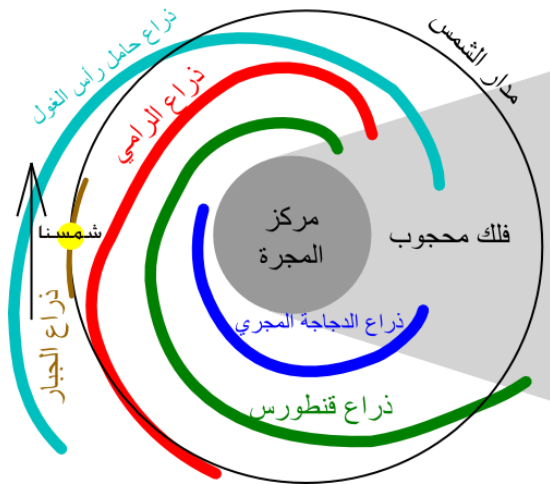 ذراع حامل رأس الغول
مدار الشمس
ذراع الرامي
مركز
المجرة
فلك محجوب
شمسنا
ذراع الجبار
ذراع الدجاجة المجري
ذراع قنطورس